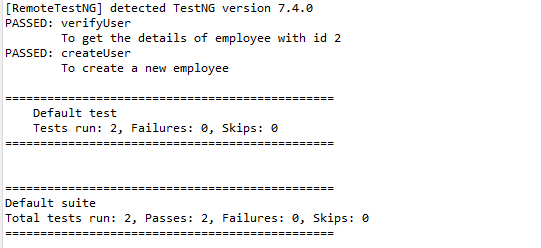 [RemoteTestNG] detected TestNG version 7.4.0
PASSED: verifyUser
        To get the details of employee with id 2
PASSED: createUser
        To create a new employee
===============================================
    Default test
    Tests run: 2, Failures: 0, Skips: 0
===============================================
===============================================
Default suite
Total tests run: 2, Passes: 2, Failures: 0, Skips: 0
===============================================